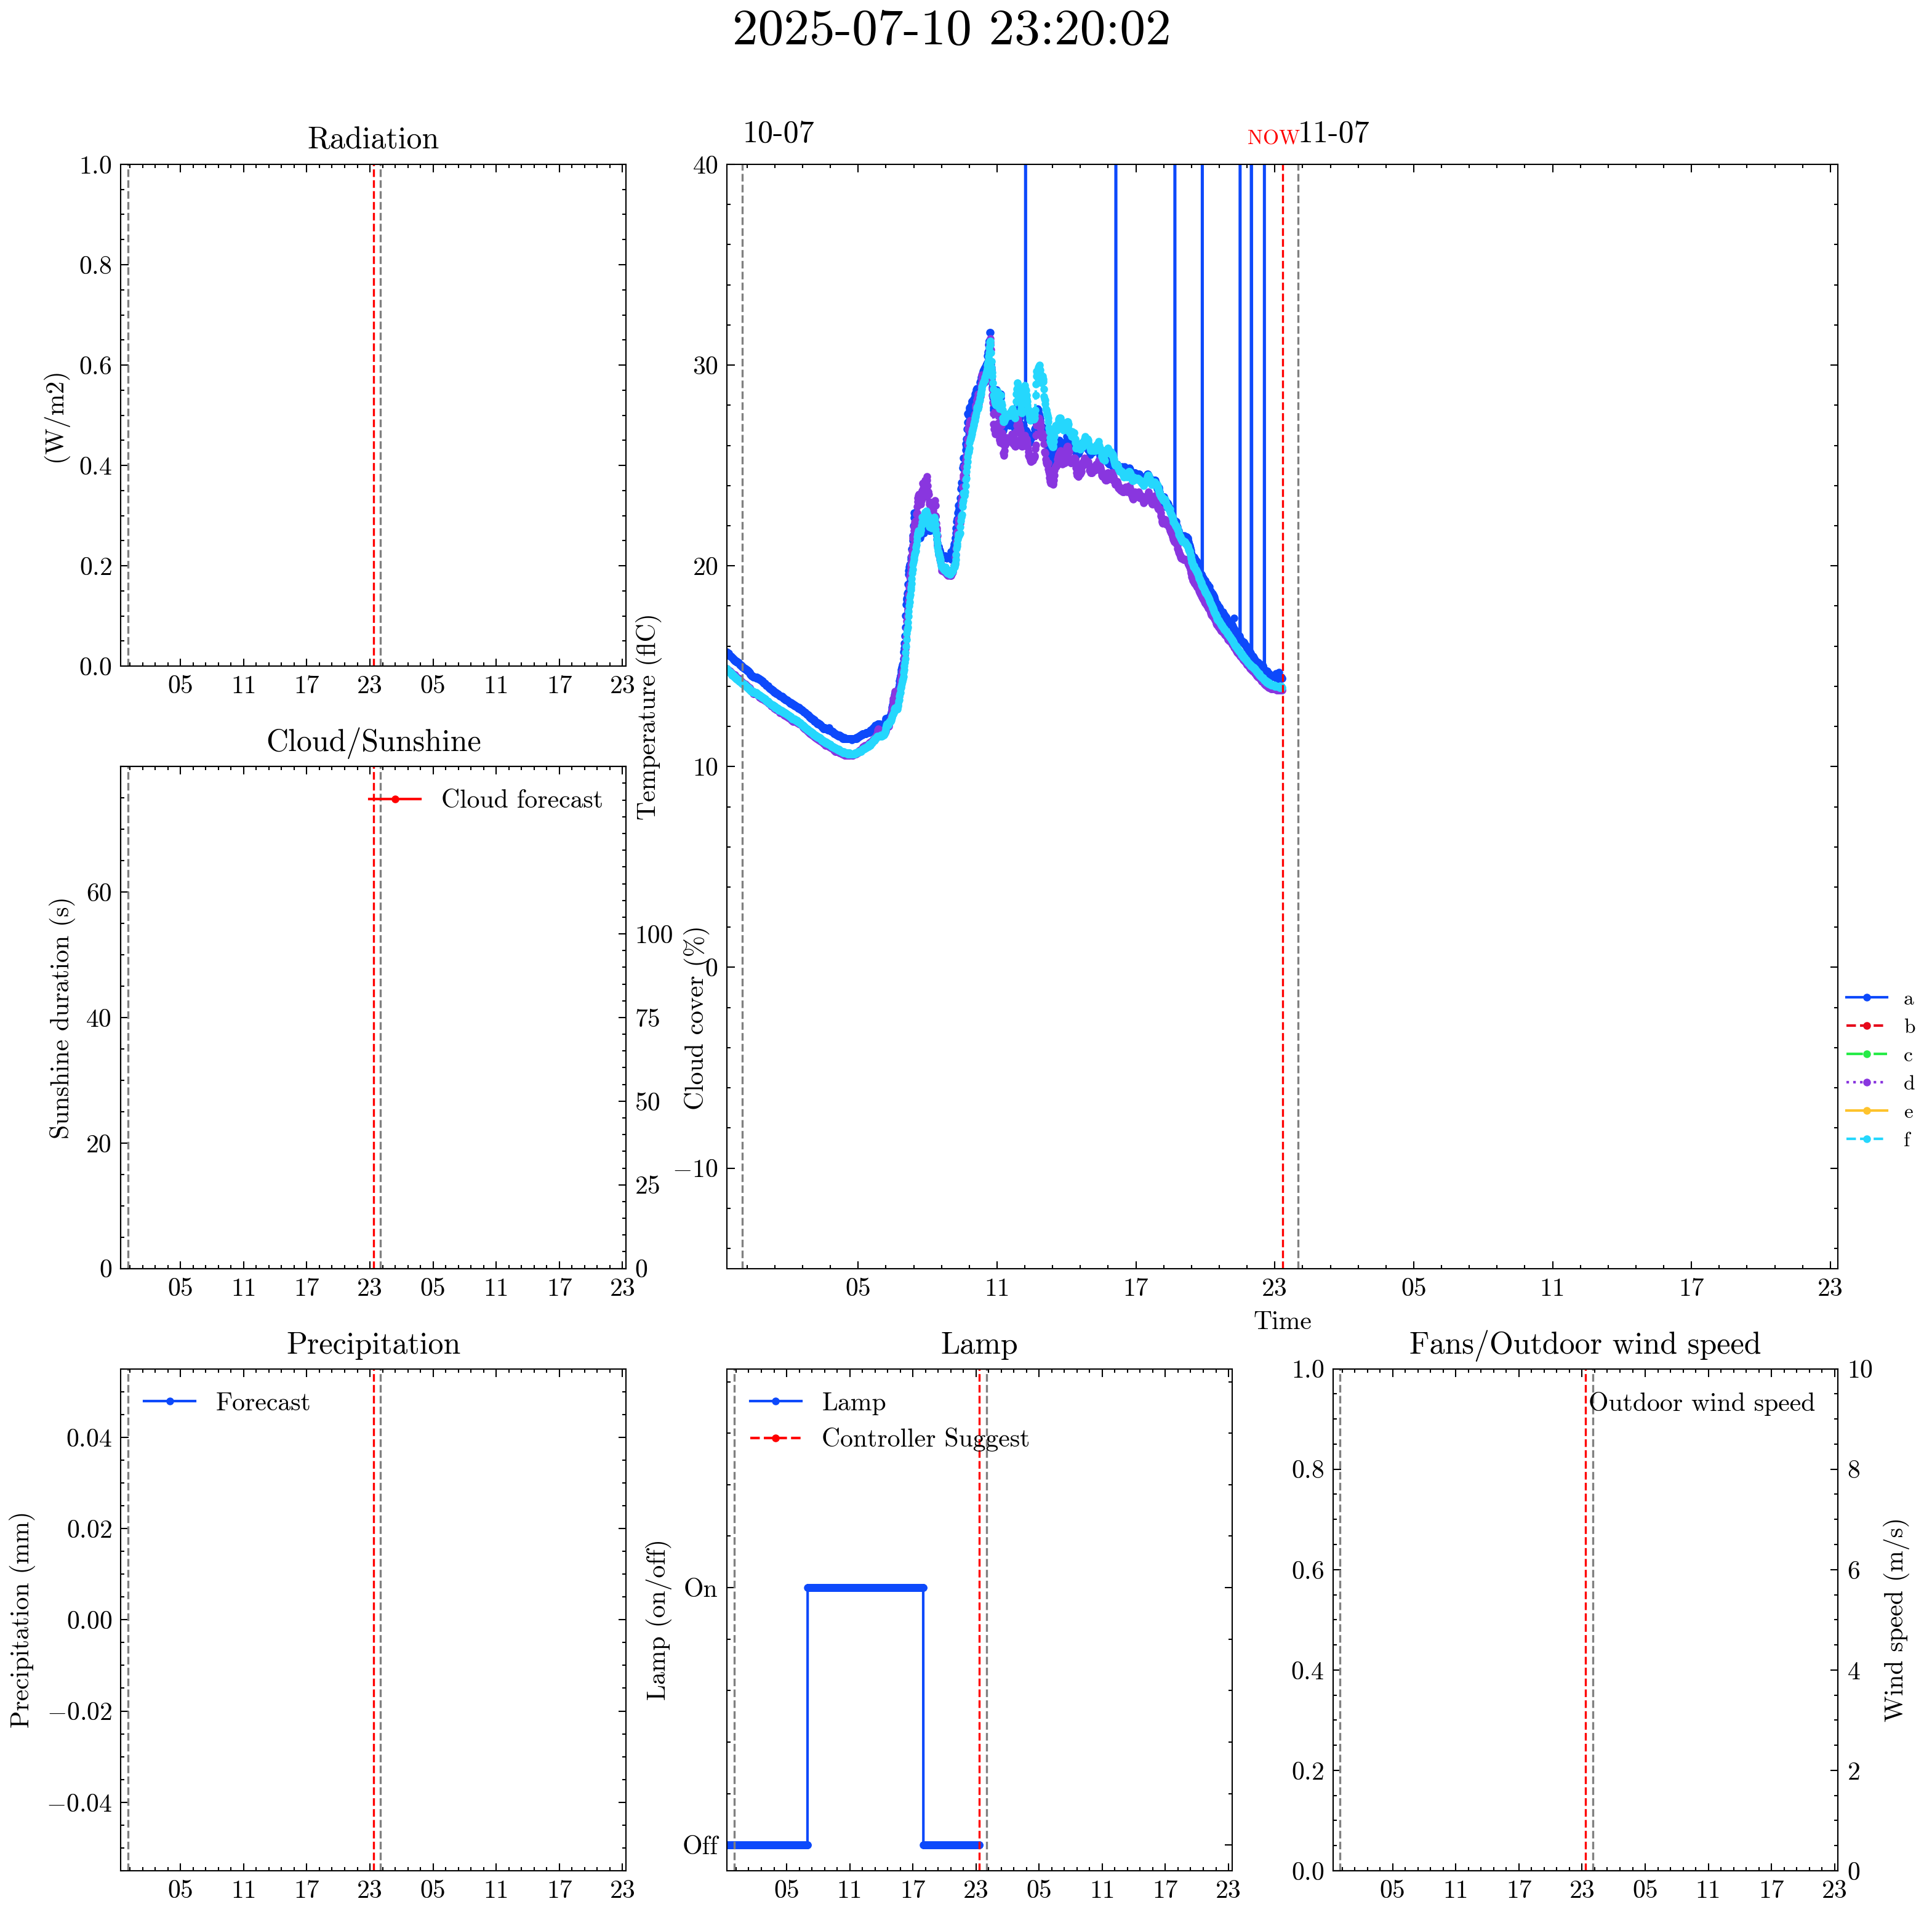 2025-07-10 23:20:02
Radiation
(W/m2)
1.0
0.8
0.6
0.4
0.2
0.0
05 11 17 23 05 11 17 23
10-07
NOW
11-07
Temperature (flC)
40
30
20
10
0
−10
05 11 17 23 05 11 17 23
Time
a
b
c
d
e
f
Cloud/Sunshine
Cloud forecast
Sunshine duration (s)
60
40
20
0
100
75
50
25
0
Cloud cover (%)
05 11 17 23 05 11 17 23
Precipitation
Forecast
Precipitation (mm)
0.04
0.02
0.00
−0.02
−0.04
05 11 17 23 05 11 17 23
Lamp
Lamp
Controller Suggest
Lamp (on/off)
On
Off
05 11 17 23 05 11 17 23
Fans/Outdoor wind speed
Outdoor wind speed
1.0
0.8
0.6
0.4
0.2
0.0
10
8
6
4
2
0
Wind speed (m/s)
05 11 17 23 05 11 17 23